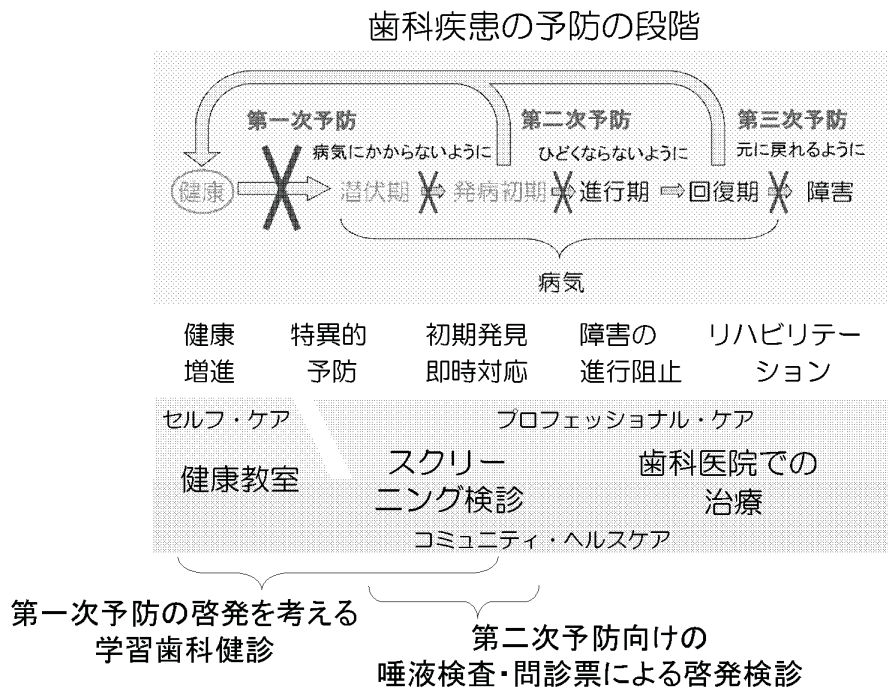 歯科疾患の予防の段階
第一次予防
第二次予防
第三次予防
病気にかからないように
ひどくならないように
元に戻れるように
健康
潜伏期
発病初期
進行期
回復期
障害
病気
健康
増進
特異的
予防
初期発見
即時対応
障害の
進行阻止
リハビリテー
ション
セルフ・ケア
プロフェッショナル・ケア
健康教室
スクリー
ニング検診
歯科医院での
治療
コミュニティ・ヘルスケア
第一次予防の啓発を考える
学習歯科健診
第二次予防向けの
唾液検査・問診票による啓発検診